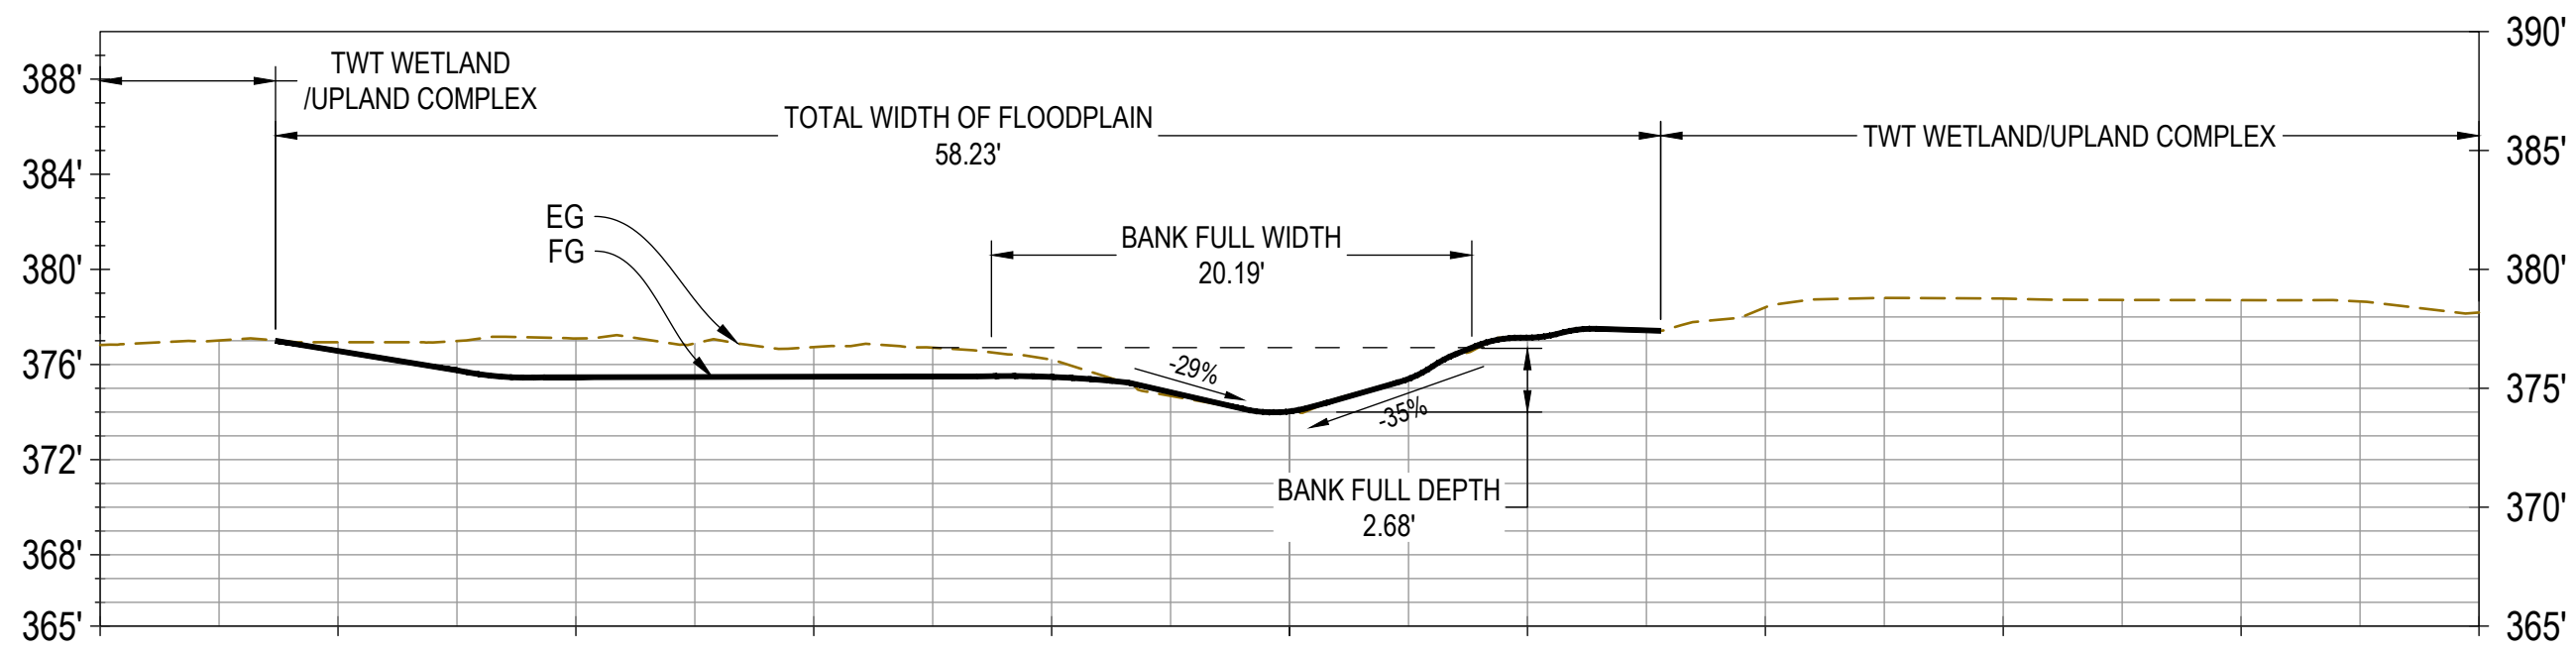 390'
388'
TWT WETLAND
/UPLAND COMPLEX
TOTAL WIDTH OF FLOODPLAIN
58.23'
TWT WETLAND/UPLAND COMPLEX
385'
384'
EG
FG
BANK FULL WIDTH
20.19'
380'
380'
376'
-29%
375'
-35%
372'
BANK FULL DEPTH
2.68'
370'
368'
365'
365'